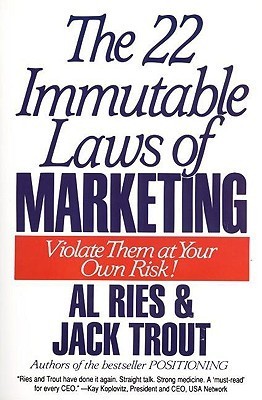 The 22
Immutable
Laws of
MARKETING
Violate Them at Your
Own Risk!
AL RIES &
JACK TROUT
Authors of the bestseller POSITIONING
"Ries and Trout have done it again. Straight talk. Strong medicine. A 'must-read'
for every CEO." —Kay Koplovitz, President and CEO, USA Network